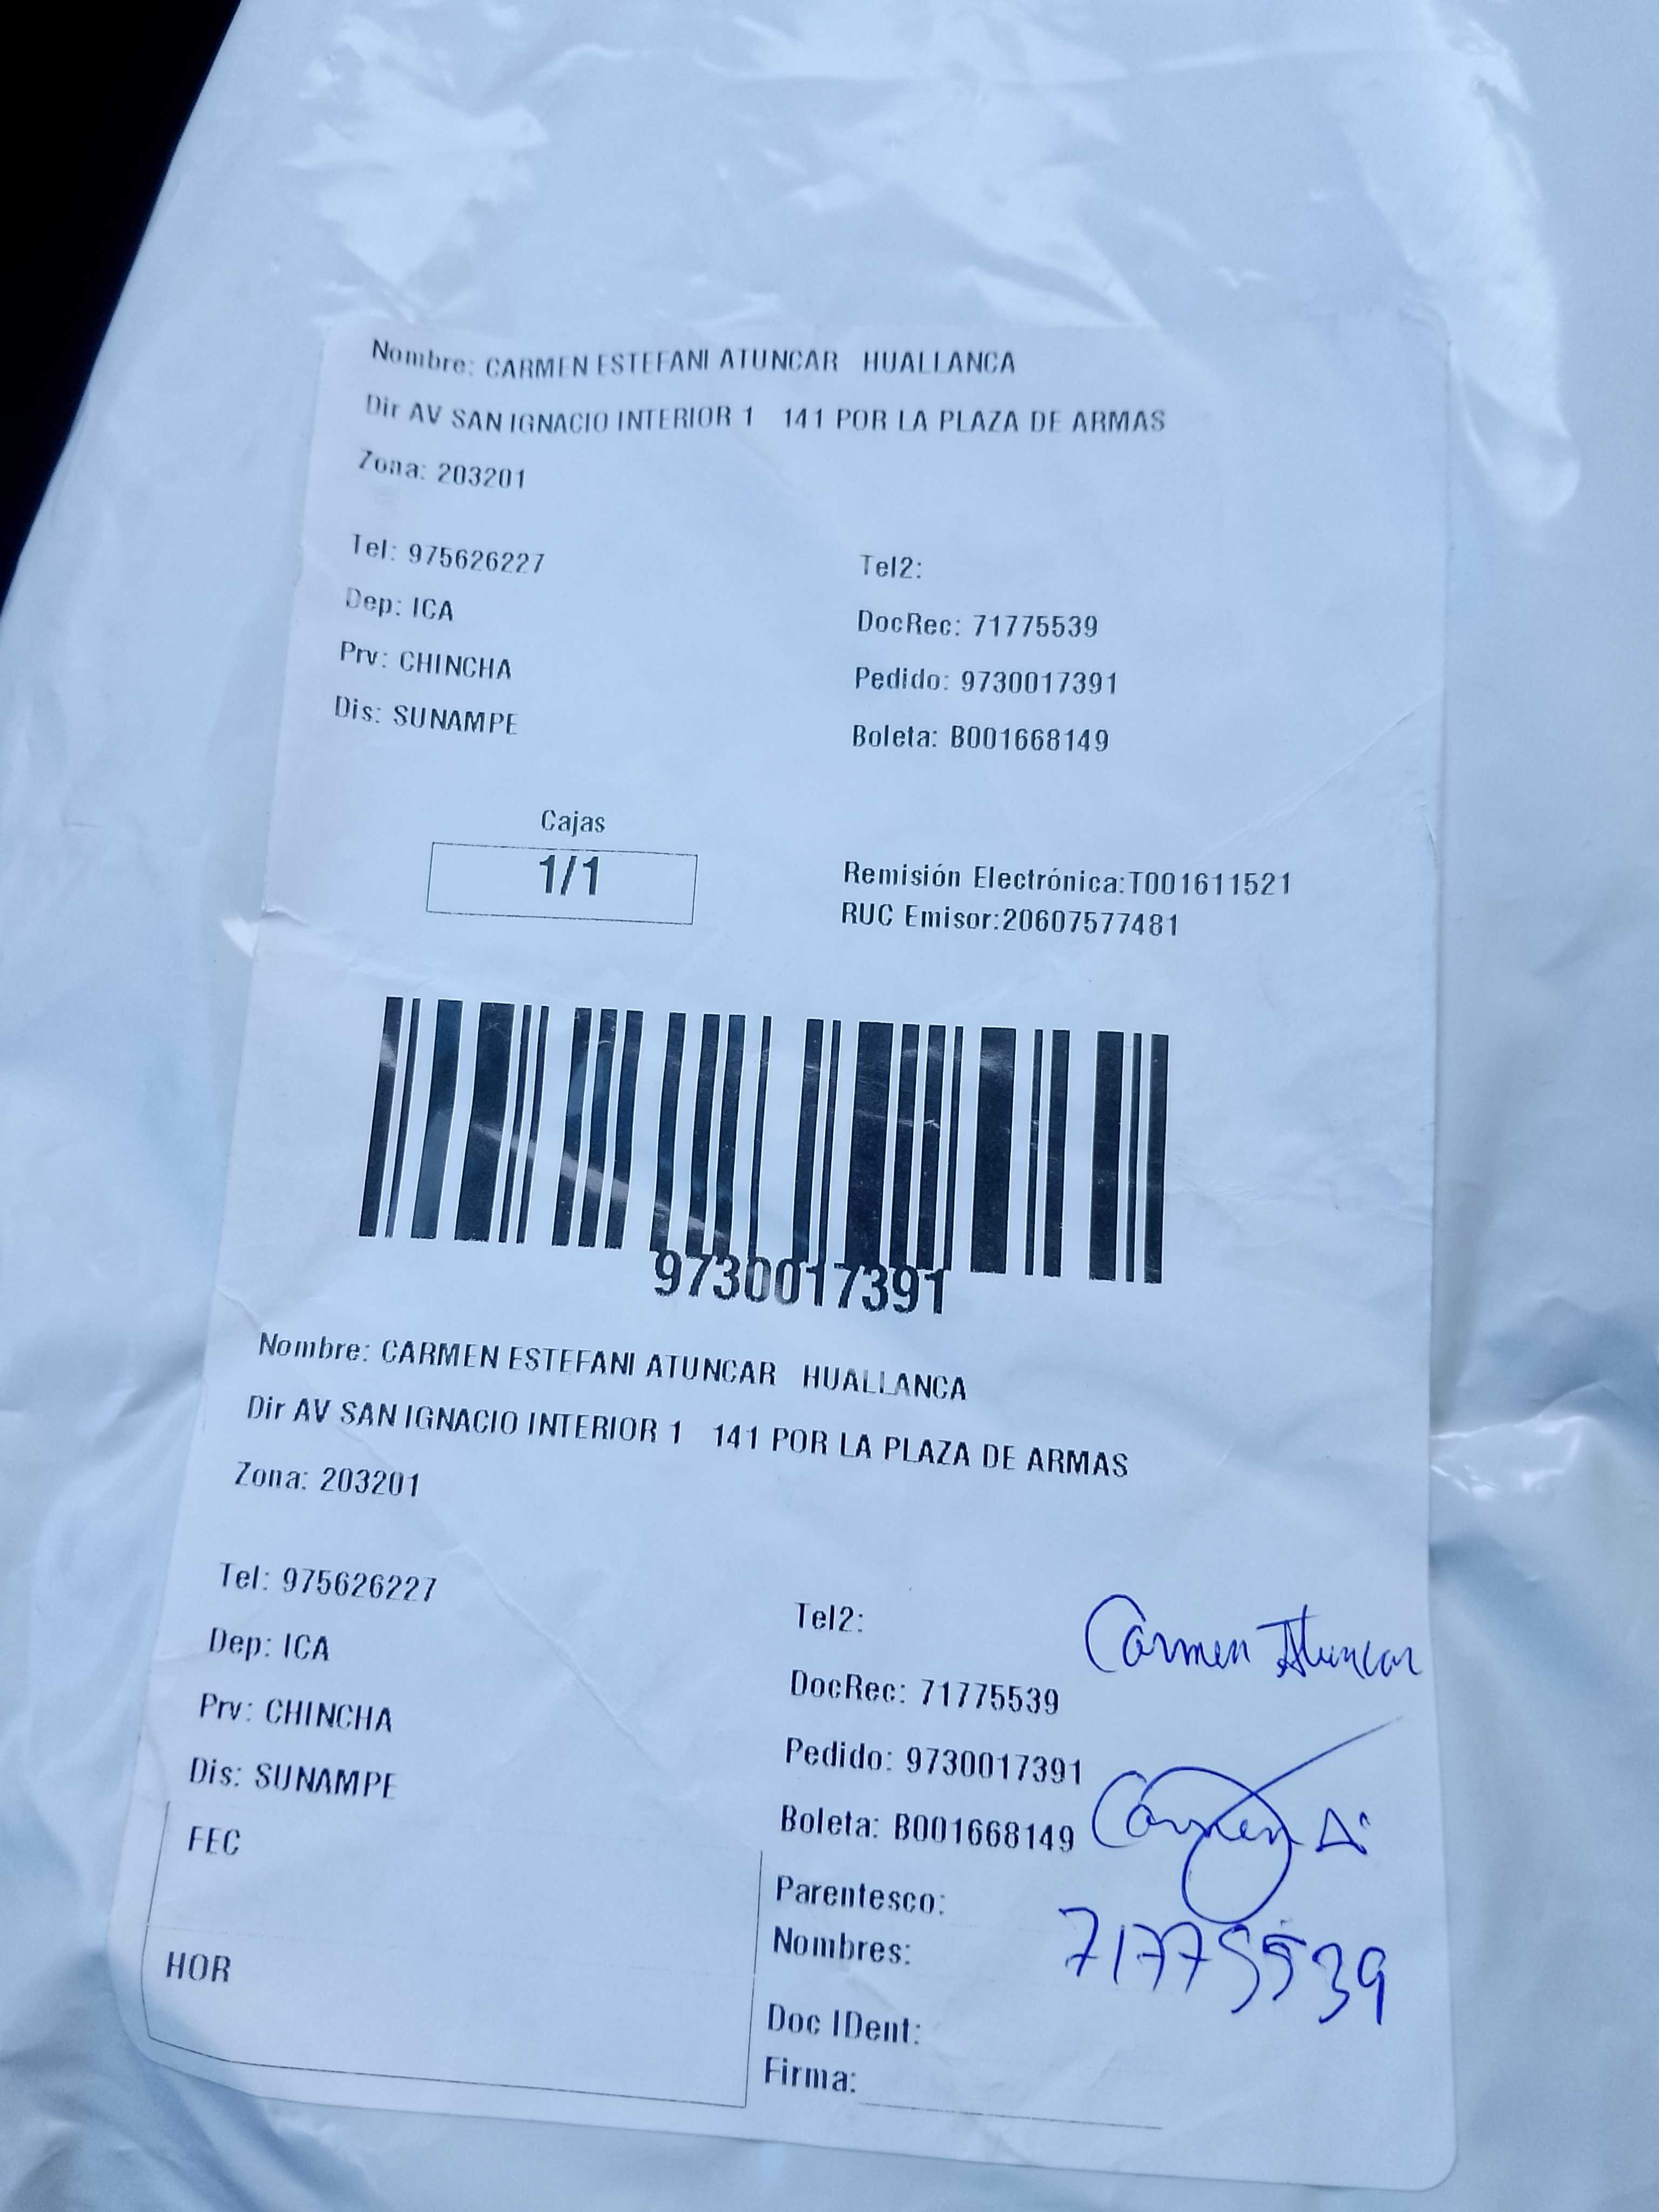 Nombre: CARMEN ESTEFANI ATUNCAR HUALLANCA
Dir AV SAN IGNACIO INTERIOR 1 141 POR LA PLAZA DE ARMAS
Zona: 203201
Tel: 975626227
Tel2:
Dep: ICA
DocRec: 71775539
Prv: CHINCHA
Pedido: 9730017391
Dis: SUNAMPE
Boleta: B001668149
Cajas
1/1
Remisión Electrónica:T001611521
RUC Emisor:20607577481
9730017391
Nombre: CARMEN ESTEFANI ATUNCAR HUALLANCA
Dir AV SAN IGNACIO INTERIOR 1 141 POR LA PLAZA DE ARMAS
Zona: 203201
Tel: 975626227
Tel2:
Carmen Atuncar
Dep: ICA
DocRec: 71775539
Prv: CHINCHA
Pedido: 9730017391
Dis: SUNAMPE
Boleta: B001668149
Carmen A
FEC
Parentesco:
Nombres:
71775539
HOR
Doc IDent:
Firma: